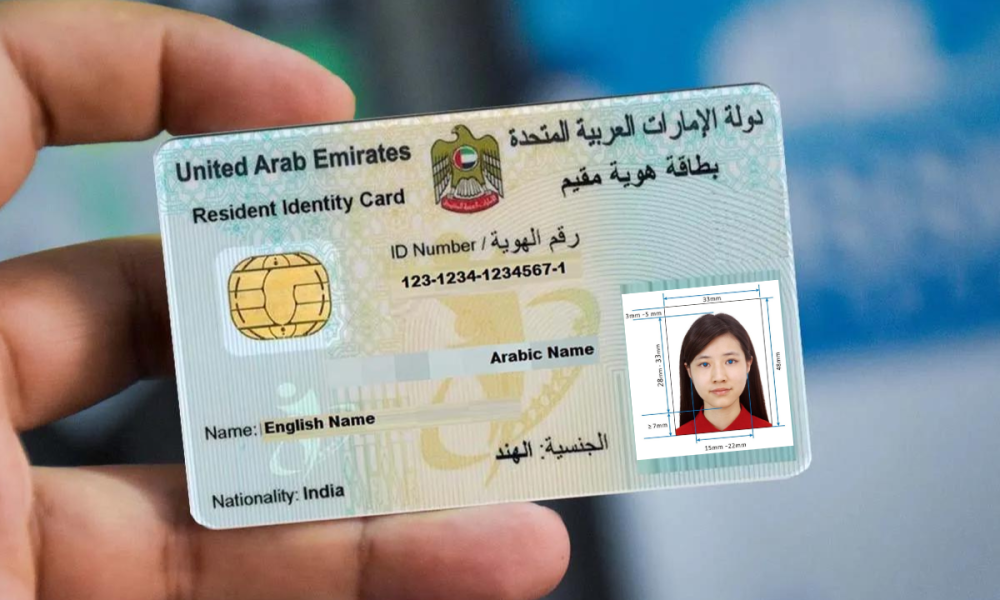 United Arab Emirates
دولة الإمارات العربية المتحدة
Resident Identity Card
بطاقة هوية مقيم
ID Number / رقم الهوية
123-1234-1234567-1
Arabic Name
Name: English Name
الجنسية: الهند
Nationality: India
33mm
3mm -5 mm
28mm -33mm
48mm
≥7mm
15mm -22mm